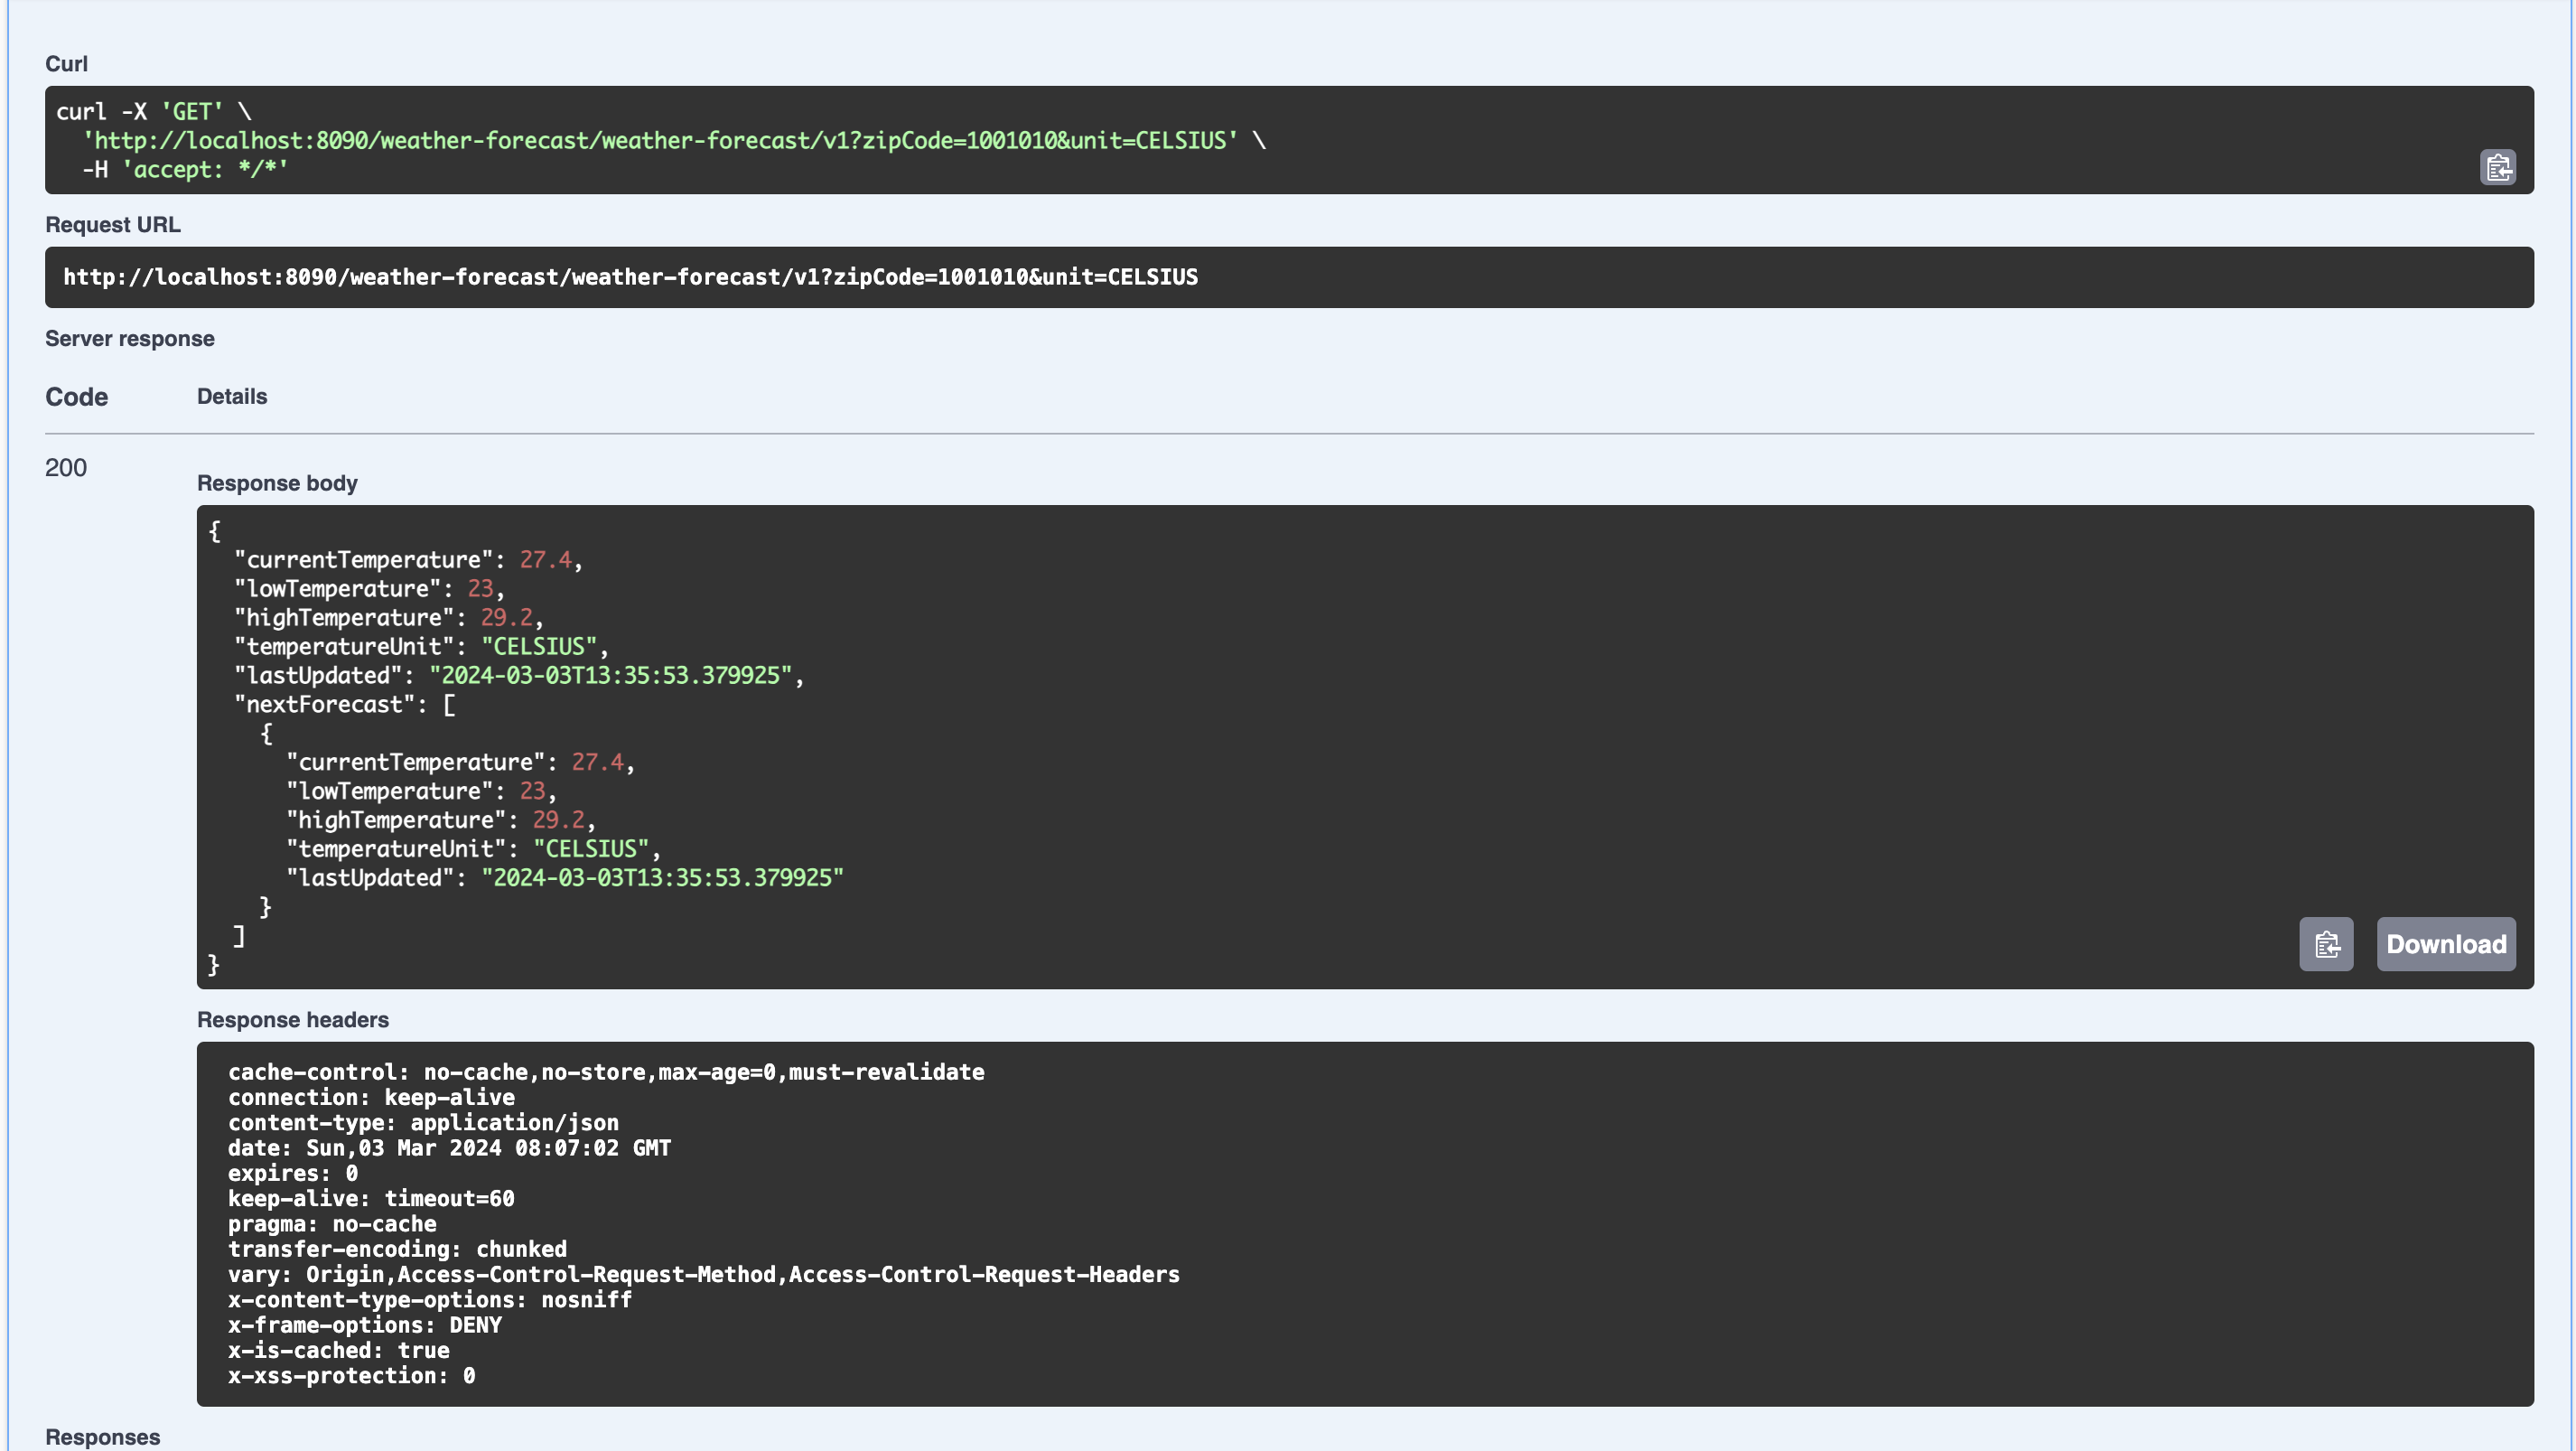 Curl
curl -X 'GET' \
  'http://localhost:8090/weather-forecast/weather-forecast/v1?zipCode=1001010&unit=CELSIUS' \
  -H 'accept: */*'
Request URL
http://localhost:8090/weather-forecast/weather-forecast/v1?zipCode=1001010&unit=CELSIUS
Server response
Code Details
200
Response body
{
  "currentTemperature": 27.4,
  "lowTemperature": 23,
  "highTemperature": 29.2,
  "temperatureUnit": "CELSIUS",
  "lastUpdated": "2024-03-03T13:35:53.379925",
  "nextForecast": [
    {
      "currentTemperature": 27.4,
      "lowTemperature": 23,
      "highTemperature": 29.2,
      "temperatureUnit": "CELSIUS",
      "lastUpdated": "2024-03-03T13:35:53.379925"
    }
  ]
}
Download
Response headers
cache-control: no-cache,no-store,max-age=0,must-revalidate
connection: keep-alive
content-type: application/json
date: Sun,03 Mar 2024 08:07:02 GMT
expires: 0
keep-alive: timeout=60
pragma: no-cache
transfer-encoding: chunked
vary: Origin,Access-Control-Request-Method,Access-Control-Request-Headers
x-content-type-options: nosniff
x-frame-options: DENY
x-is-cached: true
x-xss-protection: 0
Responses